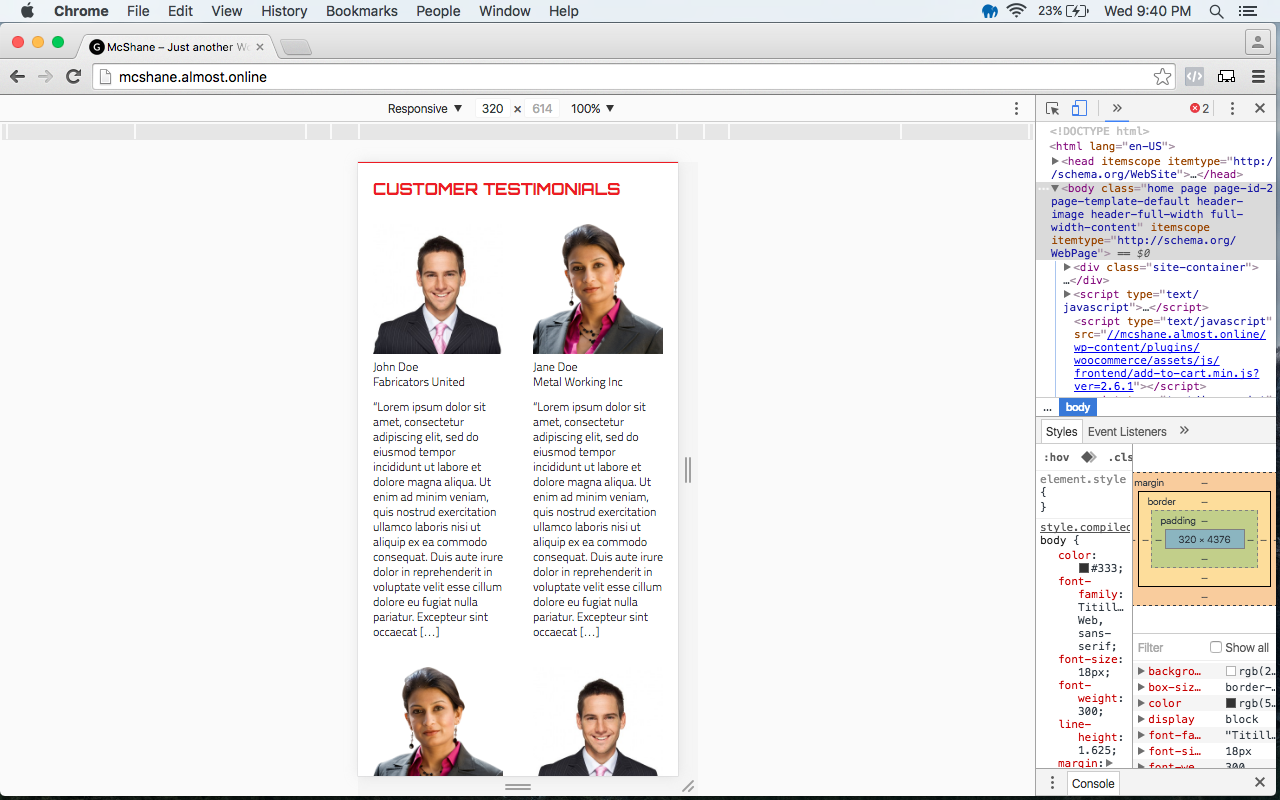 Chrome File Edit View History Bookmarks People Window Help 23% Wed 9:40 PM
G McShane – Just another Wo
mcshane.almost.online
Responsive ▼ 320 × 614 100% ▼
2
CUSTOMER TESTIMONIALS
John Doe
Fabricators United
“Lorem ipsum dolor sit
amet, consectetur
adipiscing elit, sed do
eiusmod tempor
incididunt ut labore et
dolore magna aliqua. Ut
enim ad minim veniam,
quis nostrud exercitation
ullamco laboris nisi ut
aliquip ex ea commodo
consequat. Duis aute irure
dolor in reprehenderit in
voluptate velit esse cillum
dolore eu fugiat nulla
pariatur. Excepteur sint
occaecat […]
Jane Doe
Metal Working Inc
“Lorem ipsum dolor sit
amet, consectetur
adipiscing elit, sed do
eiusmod tempor
incididunt ut labore et
dolore magna aliqua. Ut
enim ad minim veniam,
quis nostrud exercitation
ullamco laboris nisi ut
aliquip ex ea commodo
consequat. Duis aute irure
dolor in reprehenderit in
voluptate velit esse cillum
dolore eu fugiat nulla
pariatur. Excepteur sint
occaecat […]
<!DOCTYPE html>
<html lang="en-US">
▶<head itemscope itemtype="http:/
/schema.org/WebSite">…</head>
…▼<body class="home page page-id-2
page-template-default header-
image header-full-width full-
width-content" itemscope
itemtype="http://schema.org/
WebPage"> == $0
▶<div class="site-container">
…</div>
▶<script type="text/
javascript">…</script>
<script type="text/javascript"
src="//mcshane.almost.online/
wp-content/plugins/
woocommerce/assets/js/
frontend/add-to-cart.min.js?
ver=2.6.1"></script>
... body
Styles Event Listeners »
:hov .cls
element.style
{
}
style.compiled
body {
color:
#333;
font-
family:
Titill…
Web,
sans-
serif;
font-size:
18px;
font-
weight:
300;
line-
height:
1.625;
margin:▶
margin –
border –
padding –
– – – 320 × 4376 – – –
–
–
–
Filter Show all
▶ backgro… rgb(2…
▶ box-siz… border-…
▶ color rgb(5…
▶ display block
▶ font-fa… "Titill…
▶ font-si… 18px
▶ font-we… 300
Console